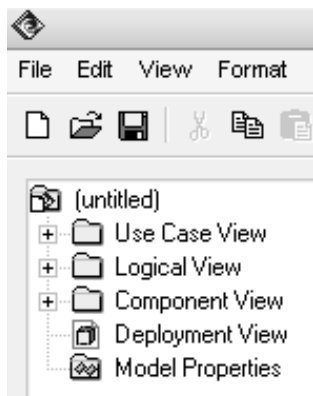 File Edit View Format
(untitled)
Use Case View
Logical View
Component View
Deployment View
Model Properties